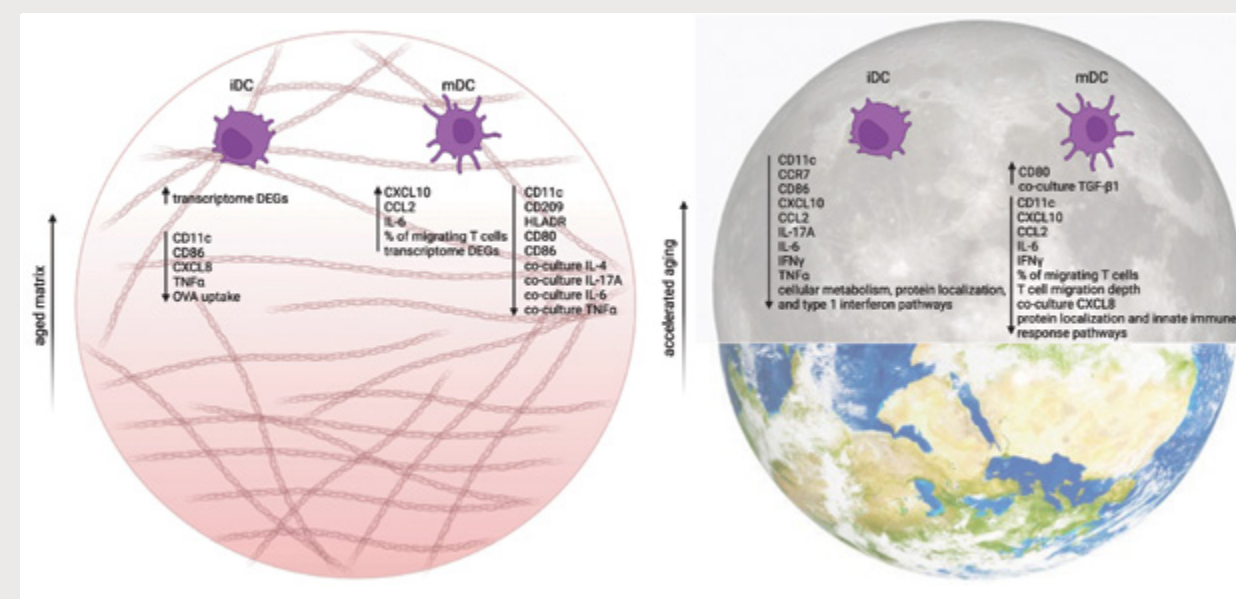 aged matrix
iDC
mDC
transcriptome DEGs
CD11c
CD86
CXCL8
TNFα
OVA uptake
CXCL10
CCL2
IL-6
% of migrating T cells
transcriptome DEGs
CD11c
CD209
HLADR
CD80
CD86
co-culture IL-4
co-culture IL-17A
co-culture IL-6
co-culture TNFα
accelerated aging
iDC
mDC
CD11c
CCR7
CD86
CXCL10
CCL2
IL-17A
IL-6
IFNγ
TNFα
cellular metabolism, protein localization,
and type 1 interferon pathways
CD80
co-culture TGF-β1
CD11c
CXCL10
CCL2
IL-6
IFNγ
% of migrating T cells
T cell migration depth
co-culture CXCL8
protein localization and innate immune
response pathways